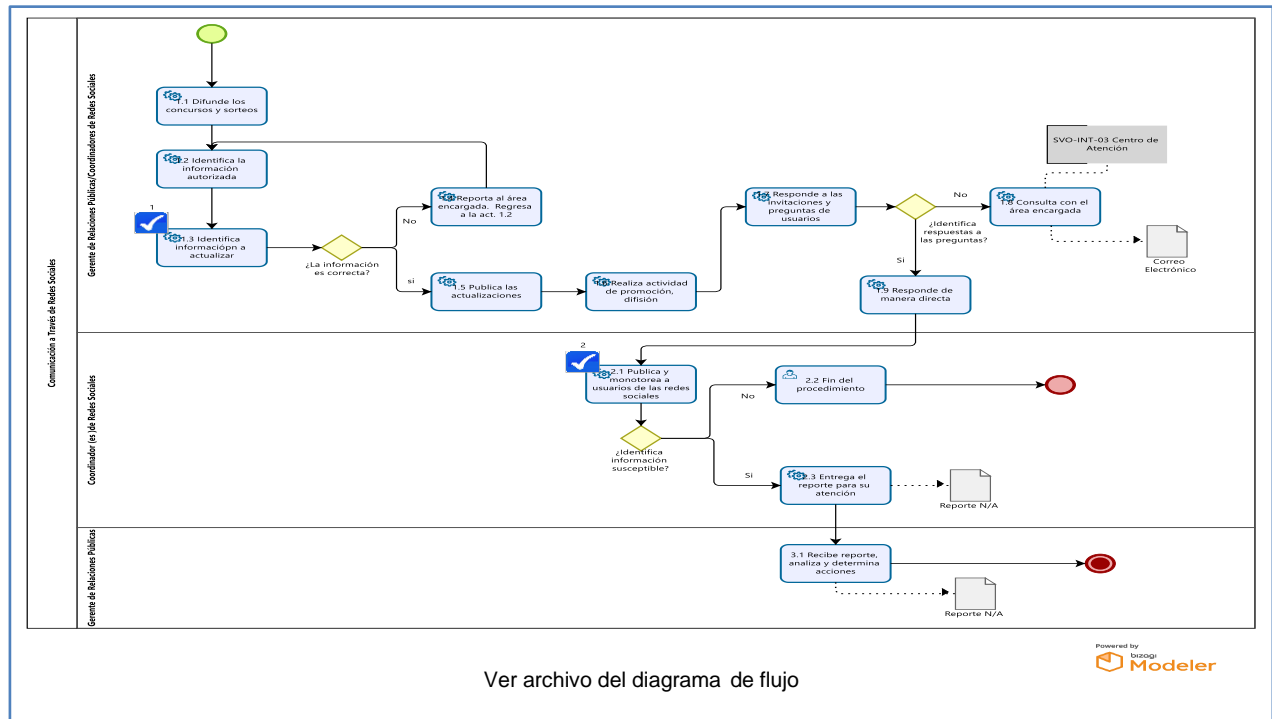 Comunicación a Través de Redes Sociales
Gerente de Relaciones Públicas/Coordinadores de Redes Sociales
1.1 Difunde los
concursos y sorteos
1.2 Identifica la
información
autorizada
1
1.3 Identifica
informaciópn a
actualizar
¿La información
es correcta?
No
si
Reporta al área
encargada. Regresa
a la act. 1.2
1.5 Publica las
actualizaciones
Realiza actividad
de promoción,
difisión
Responde a las
invitaciones y
preguntas de
usuarios
¿Identifica
respuestas a
las preguntas?
No
Si
1.8 Consulta con el
área encargada
SVO-INT-03 Centro de
Atención
Correo
Electrónico
1.9 Responde de
manera directa
Coordinador (es )de Redes Sociales
2
2.1 Publica y
monotorea a
usuarios de las redes
sociales
¿Identifica
información
susceptible?
No
Si
2.2 Fin del
procedimiento
2.3 Entrega el
reporte para su
atención
Reporte N/A
Gerente de Relaciones Públicas
3.1 Recibe reporte,
analiza y determina
acciones
Reporte N/A
Powered by
bizagi
Modeler
Ver archivo del diagrama de flujo